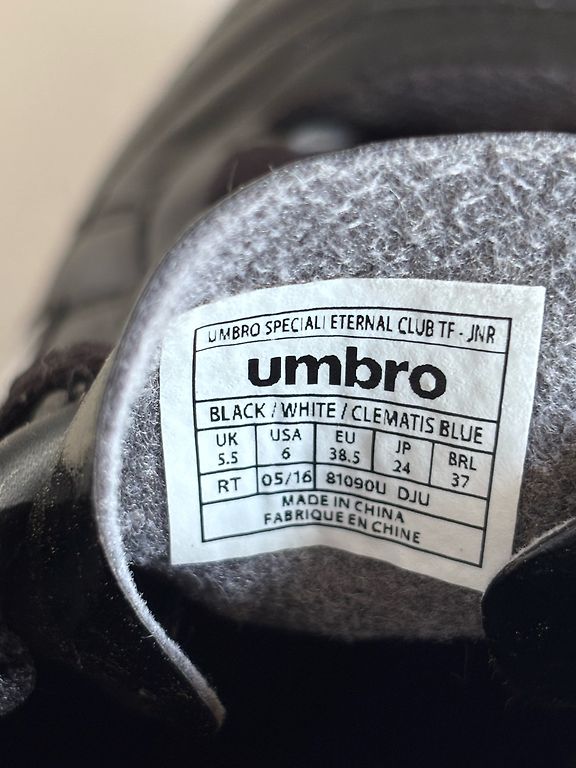 UMBRO SPECIALI ETERNAL CLUB TF - JNR
umbro
BLACK / WHITE / CLEMATIS BLUE
UK USA EU JP BRL
5.5 6 38.5 24 37
RT 05/16 81090U DJU
MADE IN CHINA
FABRIQUE EN CHINE